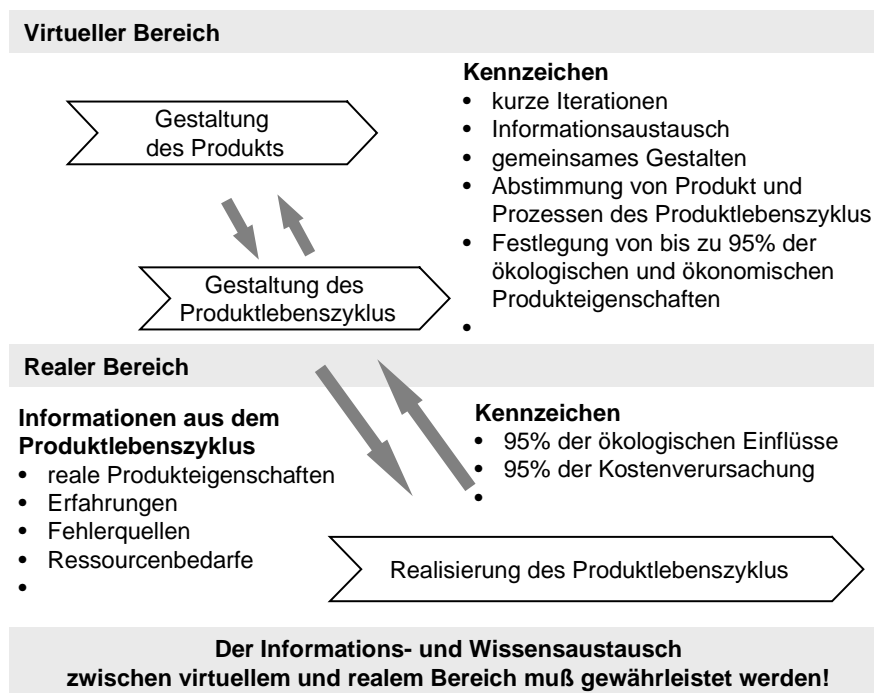 Virtueller Bereich
Gestaltung
des Produkts
Gestaltung des
Produktlebenszyklus
Kennzeichen
• kurze Iterationen
• Informationsaustausch
• gemeinsames Gestalten
• Abstimmung von Produkt und
Prozessen des Produktlebenszyklus
• Festlegung von bis zu 95% der
ökologischen und ökonomischen
Produkteigenschaften
•
Realer Bereich
Informationen aus dem
Produktlebenszyklus
• reale Produkteigenschaften
• Erfahrungen
• Fehlerquellen
• Ressourcenbedarfe
•
Kennzeichen
• 95% der ökologischen Einflüsse
• 95% der Kostenverursachung
•
Realisierung des Produktlebenszyklus
Der Informations- und Wissensaustausch
zwischen virtuellem und realem Bereich muß gewährleistet werden!